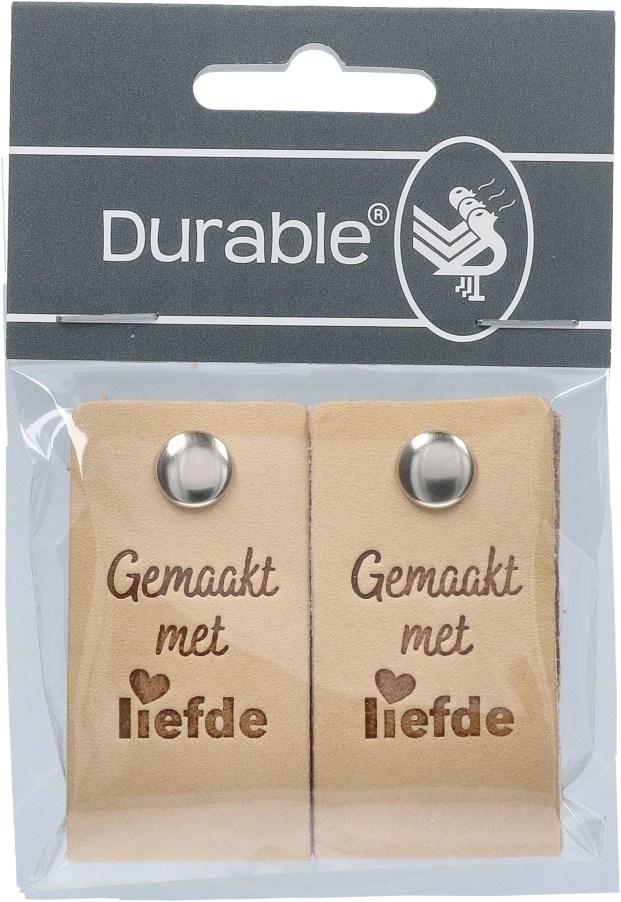 Durable®
Gemaakt
met
liefde
Gemaakt
met
liefde